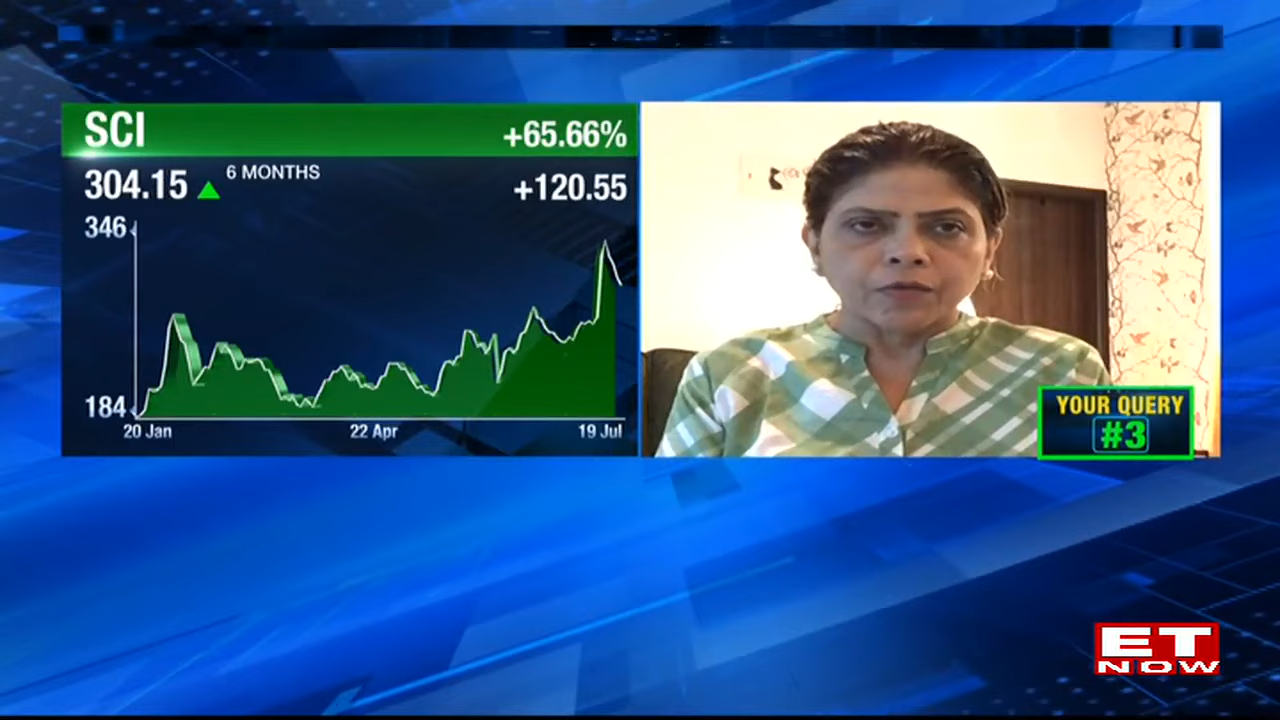 SCI
+65.66%
304.15
6 MONTHS
+120.55
346
184
20 Jan
22 Apr
19 Jul
YOUR QUERY
#3
ET
NOW